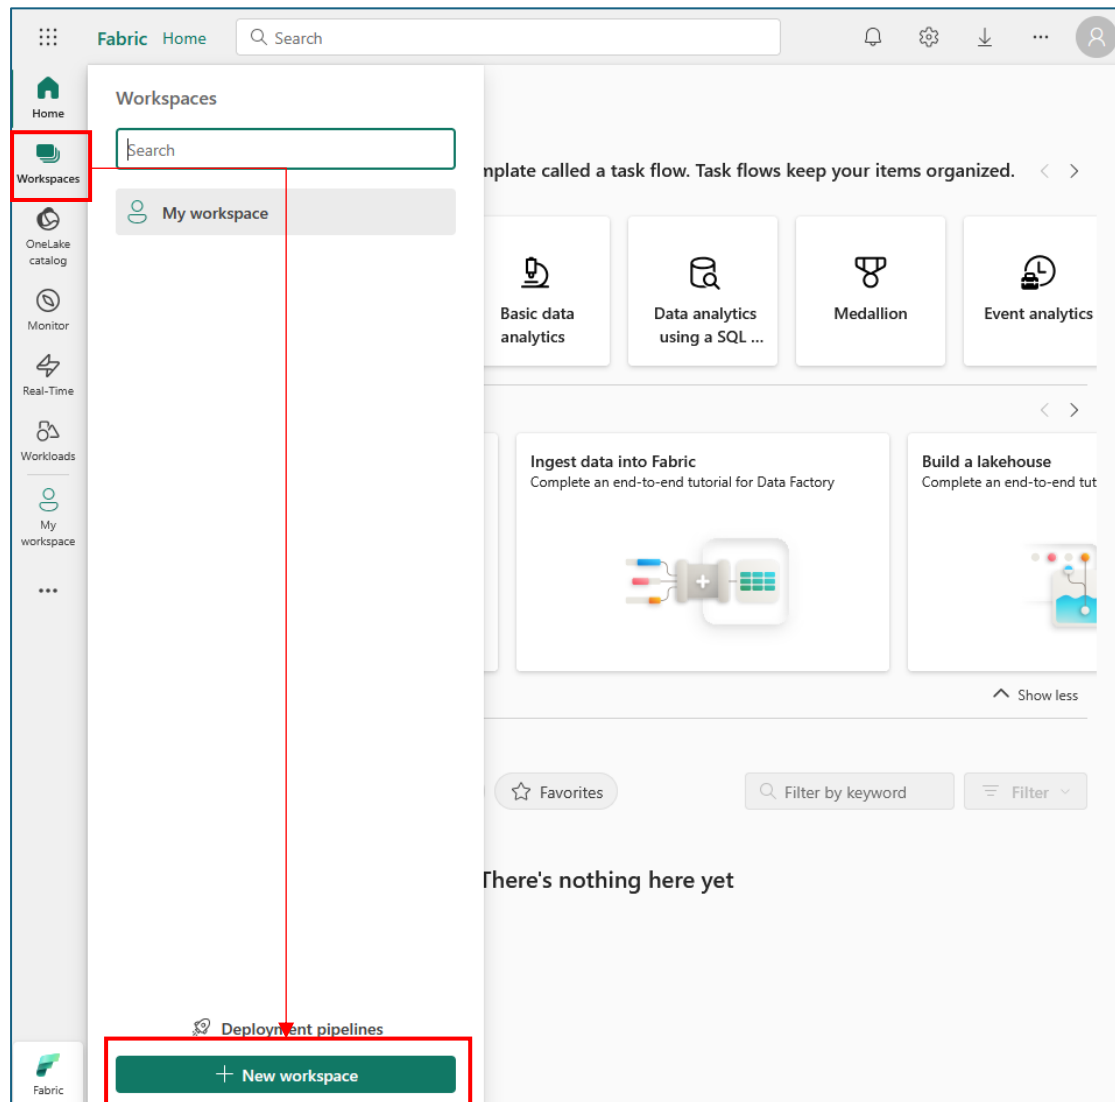 Fabric Home
Search
Home
Workspaces
OneLake
catalog
Monitor
Real-Time
Workloads
My
workspace
Fabric
Workspaces
Search
My workspace
Deployment pipelines
New workspace
called a task flow. Task flows keep your items organized.
Basic data
analytics
Data analytics
using a SQL ...
Medallion
Event analytics
Ingest data into Fabric
Complete an end-to-end tutorial for Data Factory
Build a lakehouse
Complete an end-to-end tut
Show less
Favorites
Filter by keyword
Filter
There's nothing here yet